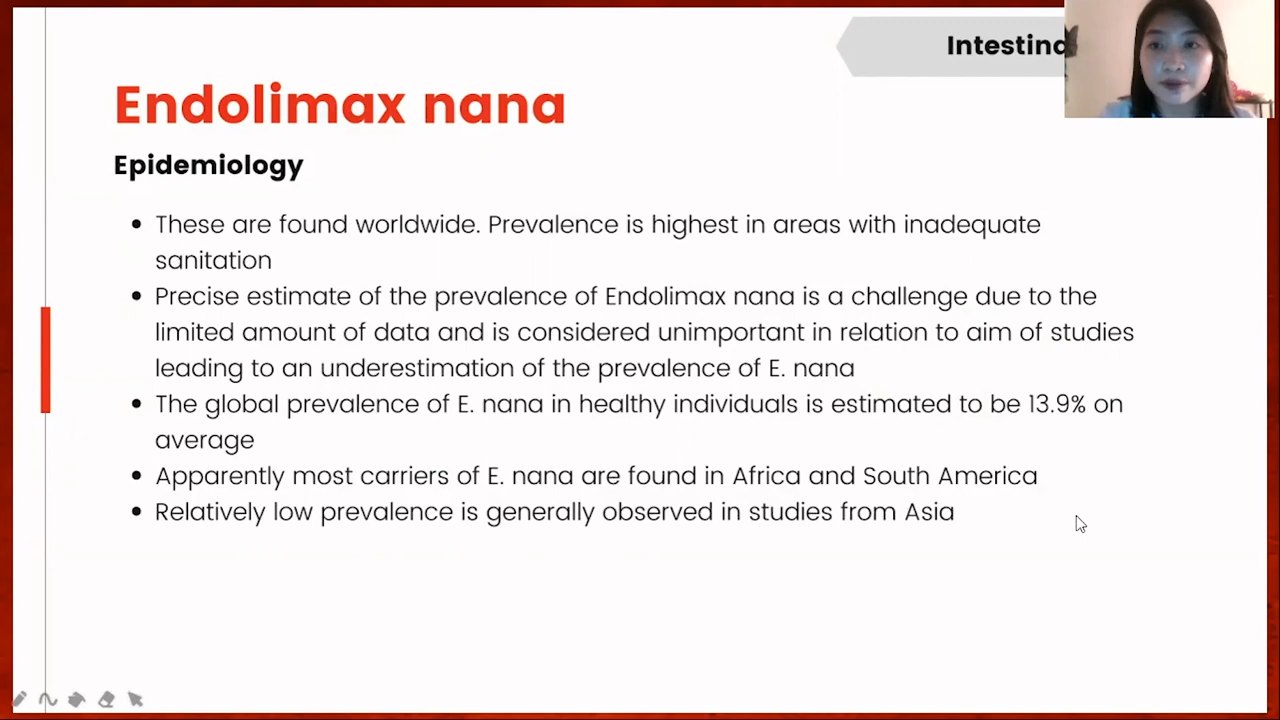 Intestina
Endolimax nana
Epidemiology
• These are found worldwide. Prevalence is highest in areas with inadequate
sanitation
• Precise estimate of the prevalence of Endolimax nana is a challenge due to the
limited amount of data and is considered unimportant in relation to aim of studies
leading to an underestimation of the prevalence of E. nana
• The global prevalence of E. nana in healthy individuals is estimated to be 13.9% on
average
• Apparently most carriers of E. nana are found in Africa and South America
• Relatively low prevalence is generally observed in studies from Asia